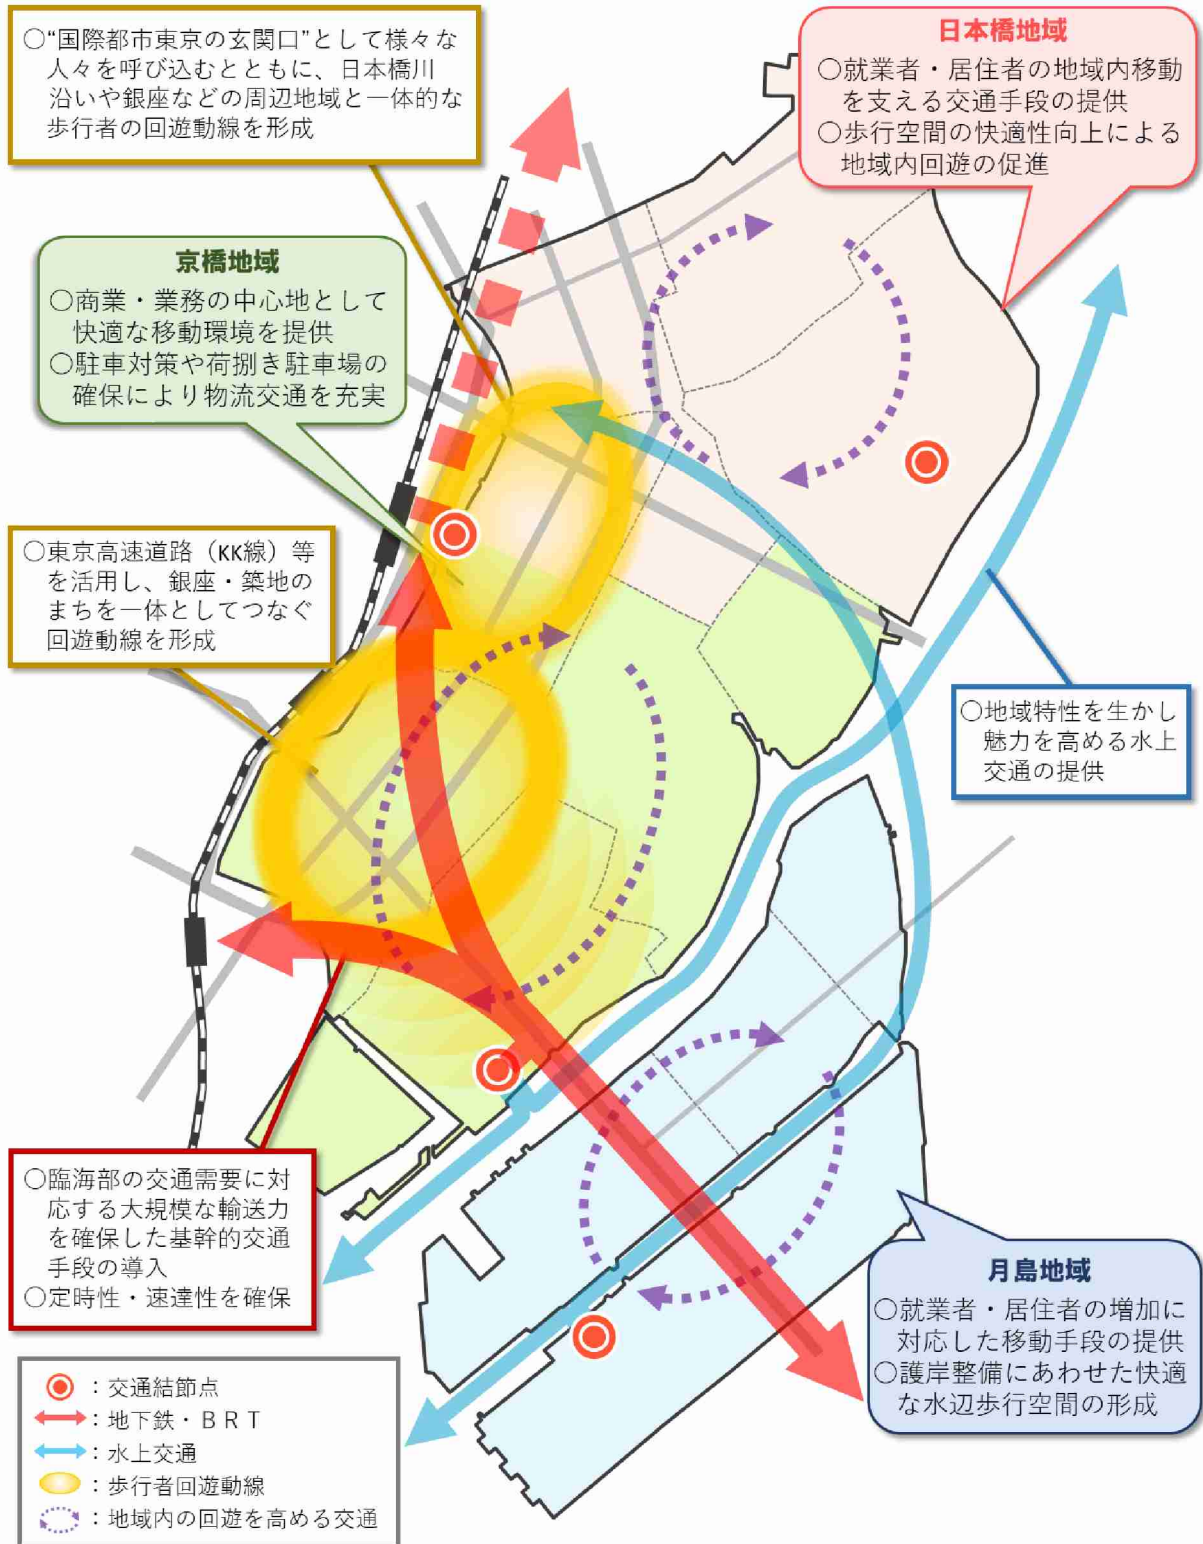 ○“国際都市東京の玄関口”として様々な
人々を呼び込むとともに、日本橋川
沿いや銀座などの周辺地域と一体的な
歩行者の回遊動線を形成
日本橋地域
○就業者・居住者の地域内移動
を支える交通手段の提供
○歩行空間の快適性向上による
地域内回遊の促進
京橋地域
○商業・業務の中心地として
快適な移動環境を提供
○駐車対策や荷捌き駐車場の
確保により物流交通を充実
○東京高速道路（KK線）等
を活用し、銀座・築地の
まちを一体としてつなぐ
回遊動線を形成
○地域特性を生かし
魅力を高める水上
交通の提供
○臨海部の交通需要に対
応する大規模な輸送力
を確保した基幹的交通
手段の導入
○定時性・速達性を確保
月島地域
○就業者・居住者の増加に
対応した移動手段の提供
○護岸整備にあわせた快適
な水辺歩行空間の形成
：交通結節点
：地下鉄・ＢＲＴ
：水上交通
：歩行者回遊動線
：地域内の回遊を高める交通